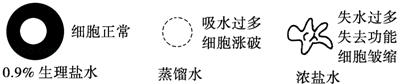 细胞正常
0.9% 生理盐水
吸水过多
细胞涨破
蒸馏水
失水过多
失去功能
细胞皱缩
浓盐水